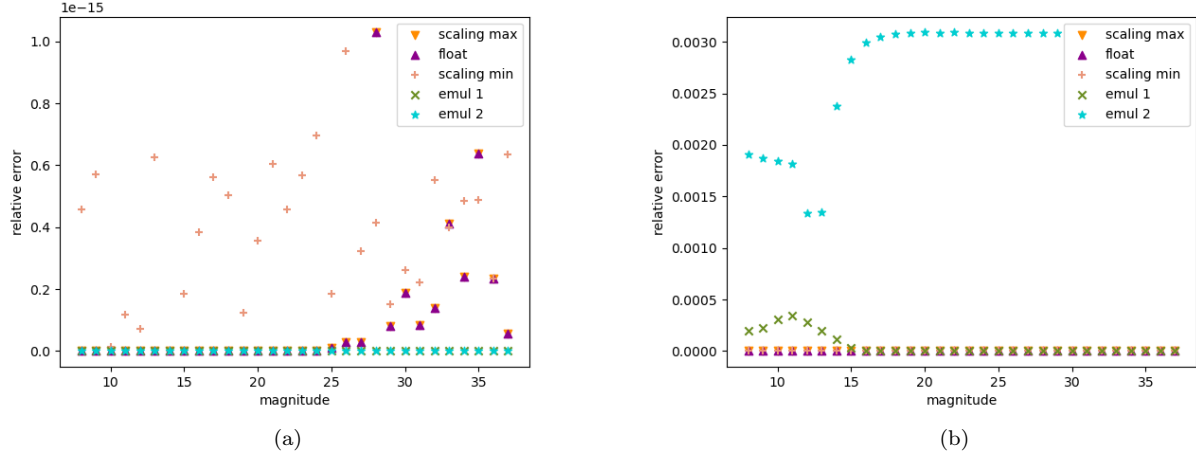 1e-15
1.0
0.8
0.6
0.4
0.2
0.0
relative error
10
15
20
25
30
35
magnitude
scaling max
float
scaling min
emul 1
emul 2
(a)
0.0030
0.0025
0.0020
0.0015
0.0010
0.0005
0.0000
relative error
10
15
20
25
30
35
magnitude
scaling max
float
scaling min
emul 1
emul 2
(b)